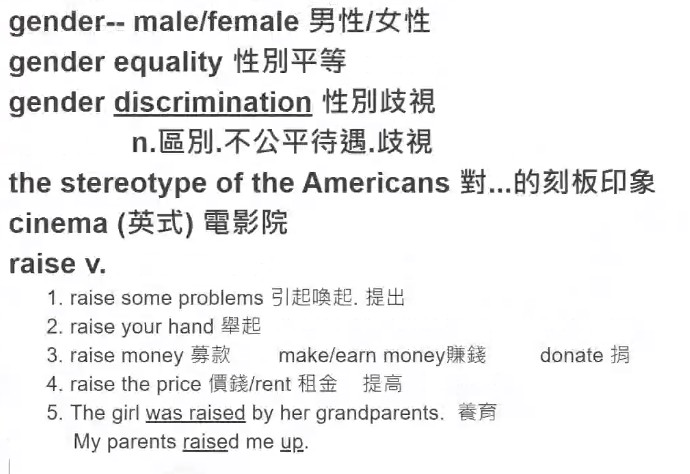 gender-- male/female 男性/女性
gender equality 性別平等
gender discrimination 性別歧視
n.區別.不公平待遇.歧視
the stereotype of the Americans 對...的刻板印象
cinema (英式) 電影院
raise v.
1. raise some problems 引起喚起. 提出
2. raise your hand 舉起
3. raise money 募款 make/earn money賺錢 donate 捐
4. raise the price 價錢/rent 租金 提高
5. The girl was raised by her grandparents. 養育
My parents raised me up.